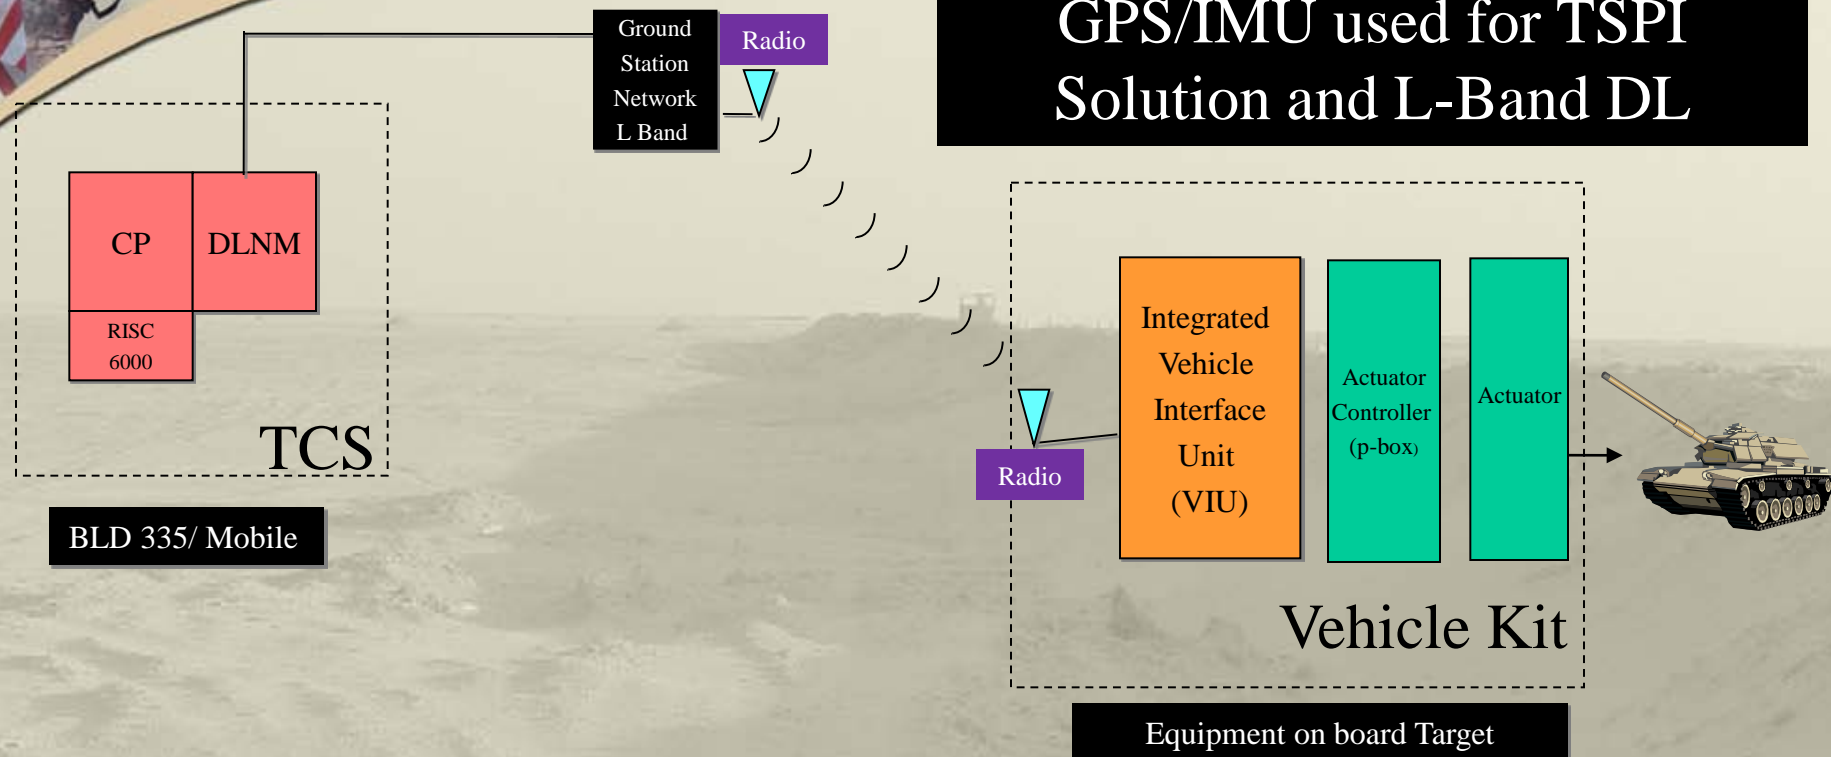 GPS/IMU used for TSPI
Solution and L-Band DL
Ground
Station
Network
L Band
Radio
CP
DLNM
RISC
6000
TCS
BLD 335/ Mobile
Radio
Integrated
Vehicle
Interface
Unit
(VIU)
Actuator
Controller
(p-box)
Actuator
Vehicle Kit
Equipment on board Target